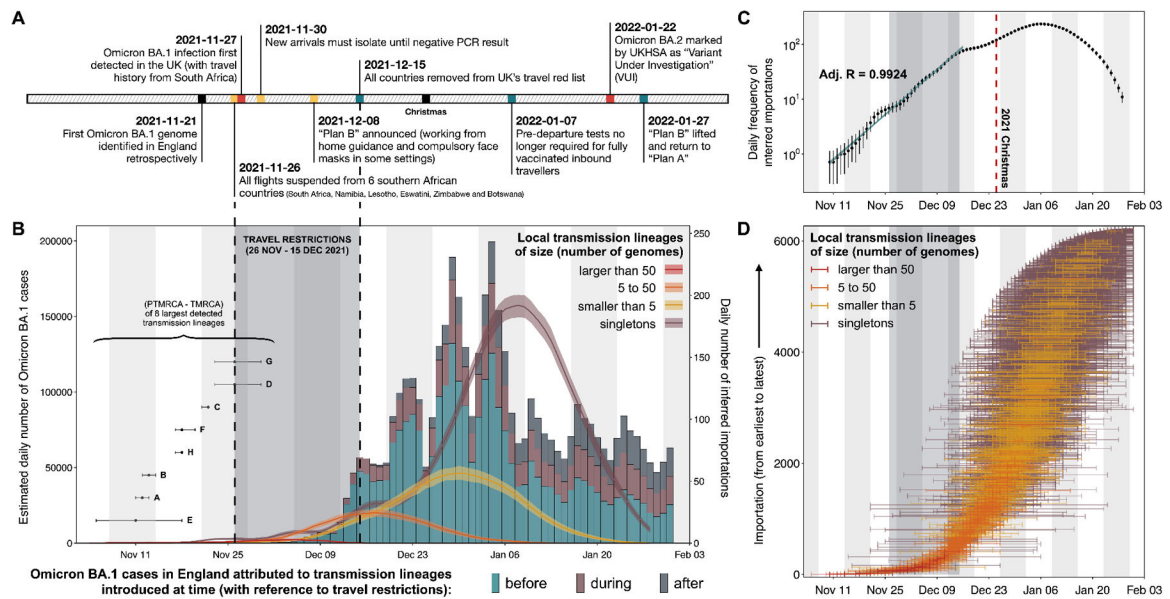 A
2021-11-27
Omicron BA.1 infection first
detected in the UK (with travel
history from South Africa)
2021-11-30
New arrivals must isolate until negative PCR result
2021-12-15
All countries removed from UK's travel red list
2022-01-22
Omicron BA.2 marked
by UKHSA as "Variant
Under Investigation"
(VUI)
Christmas
2021-11-21
First Omicron BA.1 genome
identified in England
retrospectively
2021-12-08
"Plan B" announced (working from
home guidance and compulsory face
masks in some settings)
2022-01-07
Pre-departure tests no
longer required for fully
vaccinated inbound
travellers
2022-01-27
"Plan B" lifted
and return to
"Plan A"
2021-11-26
All flights suspended from 6 southern African
countries (South Africa, Namibia, Lesotho, Eswatini, Zimbabwe and Botswana)
B
Estimated daily number of Omicron BA.1 cases
200000
150000
100000
50000
0
TRAVEL RESTRICTIONS
(26 NOV - 15 DEC 2021)
(PTMRCA - TMRCA)
of 8 largest detected
transmission lineages
G
D
C
F
H
B
A
E
Local transmission lineages
of size (number of genomes)
larger than 50
5 to 50
smaller than 5
singletons
250
200
150
100
50
0
Daily number of inferred importations
Nov 11
Nov 25
Dec 09
Dec 23
Jan 06
Jan 20
Feb 03
Omicron BA.1 cases in England attributed to transmission lineages
introduced at time (with reference to travel restrictions):
before
during
after
C
Daily frequency of
inferred importations
10²
10¹
10⁰
Adj. R = 0.9924
2021 Christmas
Nov 11
Nov 25
Dec 09
Dec 23
Jan 06
Jan 20
Feb 03
D
Importation (from earliest to latest)
6000
4000
2000
0
Local transmission lineages
of size (number of genomes)
larger than 50
5 to 50
smaller than 5
singletons
Nov 11
Nov 25
Dec 09
Dec 23
Jan 06
Jan 20
Feb 03